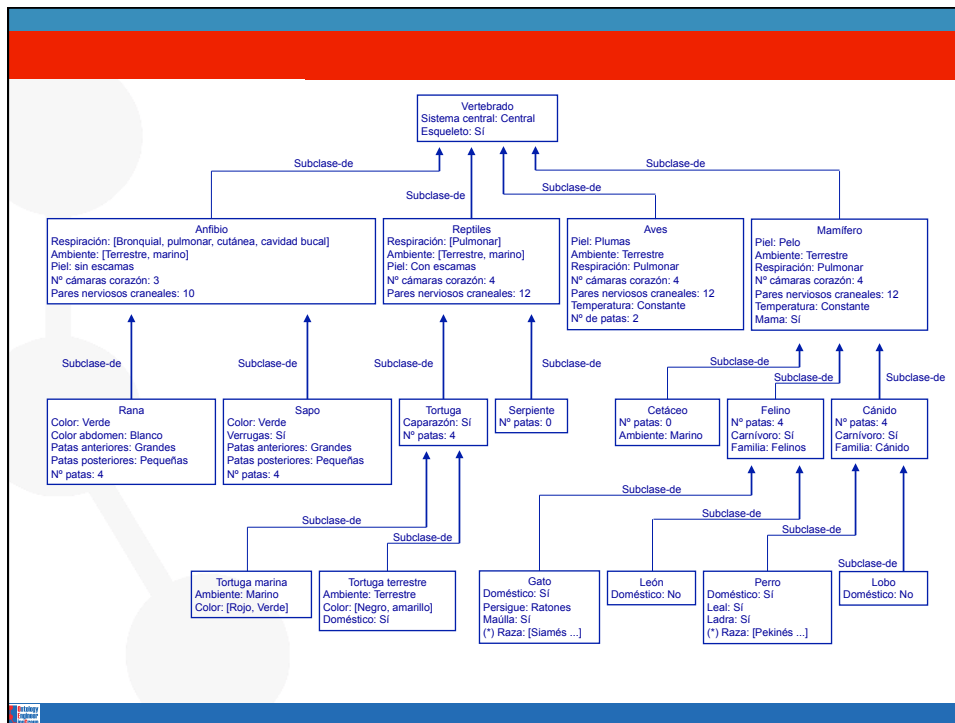 Vertebrado
Sistema central: Central
Esqueleto: Sí
Subclase-de
Subclase-de
Subclase-de
Subclase-de
Anfibio
Respiración: [Bronquial, pulmonar, cutánea, cavidad bucal]
Ambiente: [Terrestre, marino]
Piel: sin escamas
Nº cámaras corazón: 3
Pares nerviosos craneales: 10
Reptiles
Respiración: [Pulmonar]
Ambiente: [Terrestre, marino]
Piel: Con escamas
Nº cámaras corazón: 4
Pares nerviosos craneales: 12
Aves
Piel: Plumas
Ambiente: Terrestre
Respiración: Pulmonar
Nº cámaras corazón: 4
Pares nerviosos craneales: 12
Temperatura: Constante
Nº de patas: 2
Mamífero
Piel: Pelo
Ambiente: Terrestre
Respiración: Pulmonar
Nº cámaras corazón: 4
Pares nerviosos craneales: 12
Temperatura: Constante
Mama: Sí
Subclase-de
Subclase-de
Subclase-de
Subclase-de
Subclase-de
Subclase-de
Rana
Color: Verde
Color abdomen: Blanco
Patas anteriores: Grandes
Patas posteriores: Pequeñas
Nº patas: 4
Sapo
Color: Verde
Verrugas: Sí
Patas anteriores: Grandes
Patas posteriores: Pequeñas
Nº patas: 4
Tortuga
Caparazón: Sí
Nº patas: 4
Serpiente
Nº patas: 0
Cetáceo
Nº patas: 0
Ambiente: Marino
Felino
Nº patas: 4
Carnívoro: Sí
Familia: Felinos
Cánido
Nº patas: 4
Carnívoro: Sí
Familia: Cánido
Subclase-de
Subclase-de
Subclase-de
Subclase-de
Subclase-de
Subclase-de
Tortuga marina
Ambiente: Marino
Color: [Rojo, Verde]
Tortuga terrestre
Ambiente: Terrestre
Color: [Negro, amarillo]
Doméstico: Sí
Gato
Doméstico: Sí
Persigue: Ratones
Maúlla: Sí
(*) Raza: [Siamés ...]
León
Doméstico: No
Perro
Doméstico: Sí
Leal: Sí
Ladra: Sí
(*) Raza: [Pekinés ...]
Lobo
Doméstico: No
Ontology
Engineer